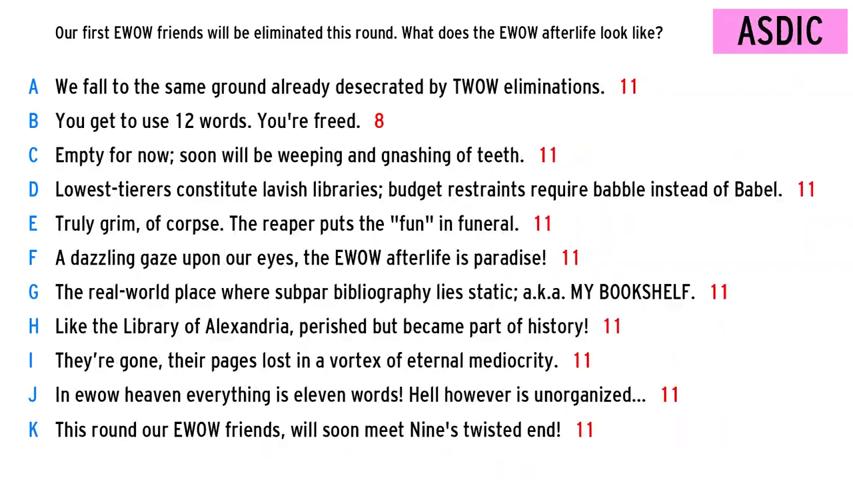 Our first EWOW friends will be eliminated this round. What does the EWOW afterlife look like?
ASDIC
A We fall to the same ground already desecrated by TWOW eliminations. 11
B You get to use 12 words. You're freed. 8
C Empty for now; soon will be weeping and gnashing of teeth. 11
D Lowest-tierers constitute lavish libraries; budget restraints require babble instead of Babel. 11
E Truly grim, of corpse. The reaper puts the "fun" in funeral. 11
F A dazzling gaze upon our eyes, the EWOW afterlife is paradise! 11
G The real-world place where subpar bibliography lies static; a.k.a. MY BOOKSHELF. 11
H Like the Library of Alexandria, perished but became part of history! 11
I They’re gone, their pages lost in a vortex of eternal mediocrity. 11
J In ewow heaven everything is eleven words! Hell however is unorganized... 11
K This round our EWOW friends, will soon meet Nine's twisted end! 11